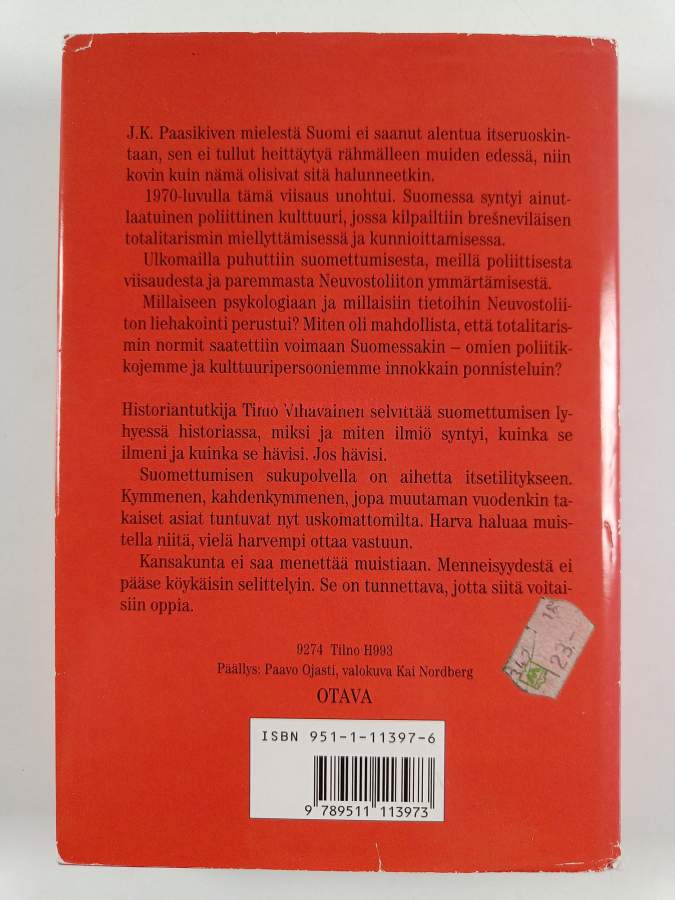 J.K. Paasikiven mielestä Suomi ei saanut alentua itseruoskin-
taan, sen ei tullut heittäytyä rähmälleen muiden edessä, niin
kovin kuin nämä olisivat sitä halunneetkin.
1970-luvulla tämä viisaus unohtui. Suomessa syntyi ainut-
laatuinen poliittinen kulttuuri, jossa kilpailtiin brešneviläisen
totalitarismin miellyttämisessä ja kunnioittamisessa.
Ulkomailla puhuttiin suomettumisesta, meillä poliittisesta
viisaudesta ja paremmasta Neuvostoliiton ymmärtämisestä.
Millaiseen psykologiaan ja millaisiin tietoihin Neuvostolii-
ton liehakointi perustui? Miten oli mahdollista, että totalitaris-
min normit saatettiin voimaan Suomessakin – omien poliitik-
kojemme ja kulttuuripersooniemme innokkain ponnisteluin?
Historiantutkija Timo Vihavainen selvittää suomettumisen ly-
hyessä historiassa, miksi ja miten ilmiö syntyi, kuinka se
ilmeni ja kuinka se hävisi. Jos hävisi.
Suomettumisen sukupolvella on aihetta itsetilitykseen.
Kymmenen, kahdenkymmenen, jopa muutaman vuodenkin ta-
kaiset asiat tuntuvat nyt uskomattomilta. Harva haluaa muis-
tella niitä, vielä harvempi ottaa vastuun.
Kansakunta ei saa menettää muistiaan. Menneisyydestä ei
pääse köykäisin selittelyin. Se on tunnettava, jotta siitä voitai-
siin oppia.
9274 Tilno H993
Päällys: Paavo Ojasti, valokuva Kai Nordberg
OTAVA
ISBN 951-1-11397-6
9 789511 113973
342
123.-